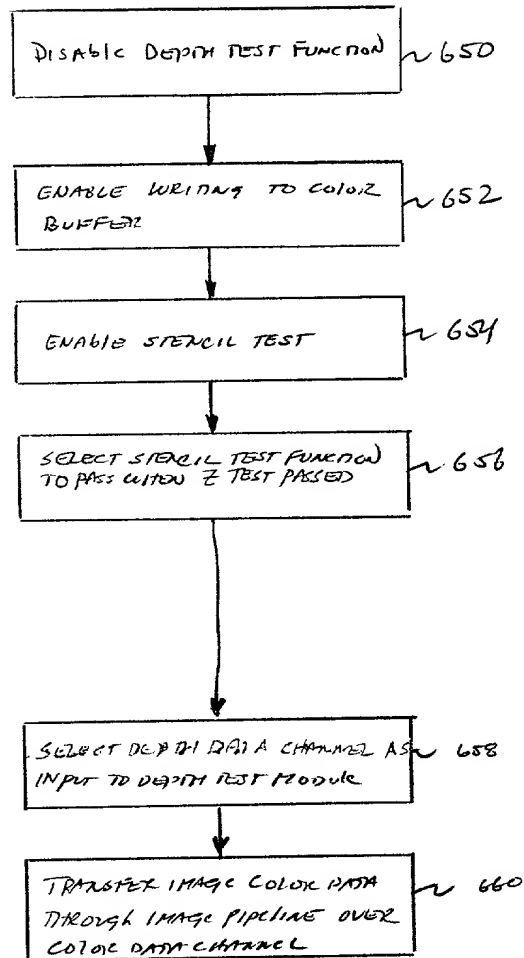 DISABLE DEPTH TEST FUNCTION 650
ENABLE WRITING TO COLOR 652
BUFFER
ENABLE STENCIL TEST 654
SELECT STENCIL TEST FUNCTION 656
TO PASS WHEN Z TEST PASSED
SELECT DEPTH DATA CHANNEL AS 658
INPUT TO DEPTH TEST MODULE
TRANSFER IMAGE COLOR DATA 660
THROUGH IMAGE PIPELINE OVER
COLOR DATA CHANNEL